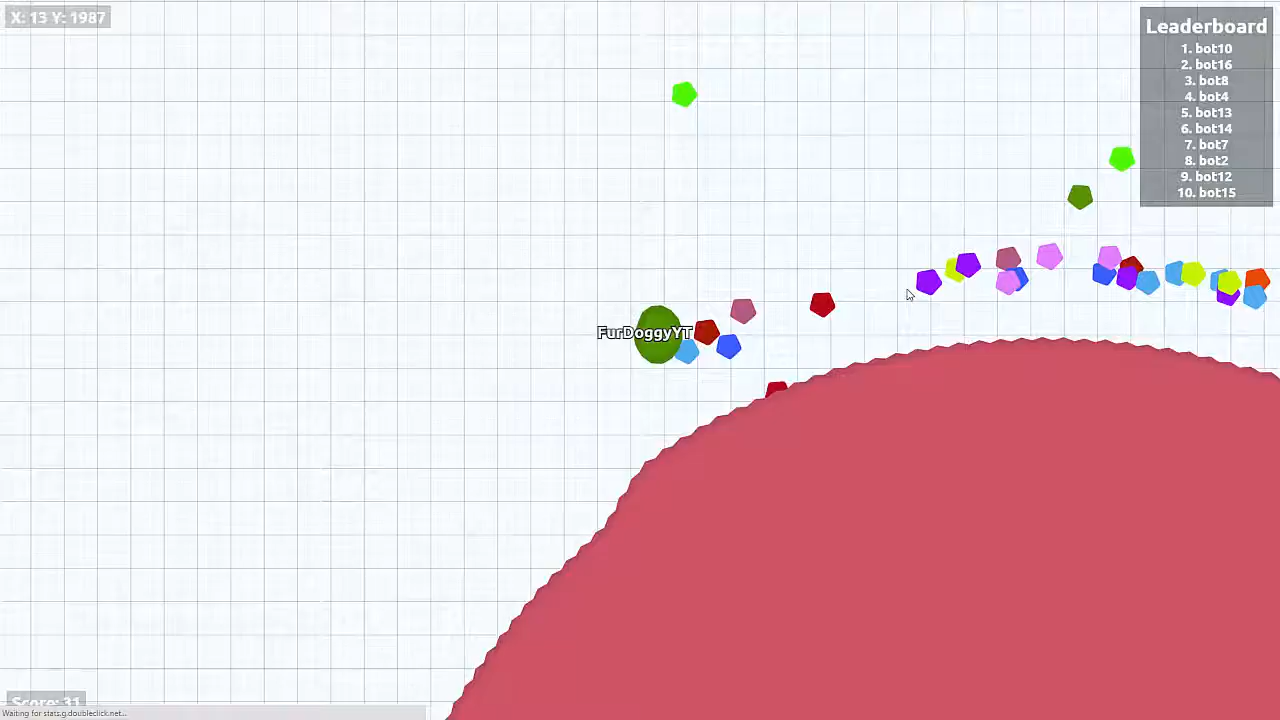 X: 13 Y: 1987
Leaderboard
1. bot10
2. bot16
3. bot8
4. bot4
5. bot13
6. bot14
7. bot7
8. bot2
9. bot12
10. bot15
FurDoggyYT
Score: 31
Waiting for stats.g.doubleclick.net...